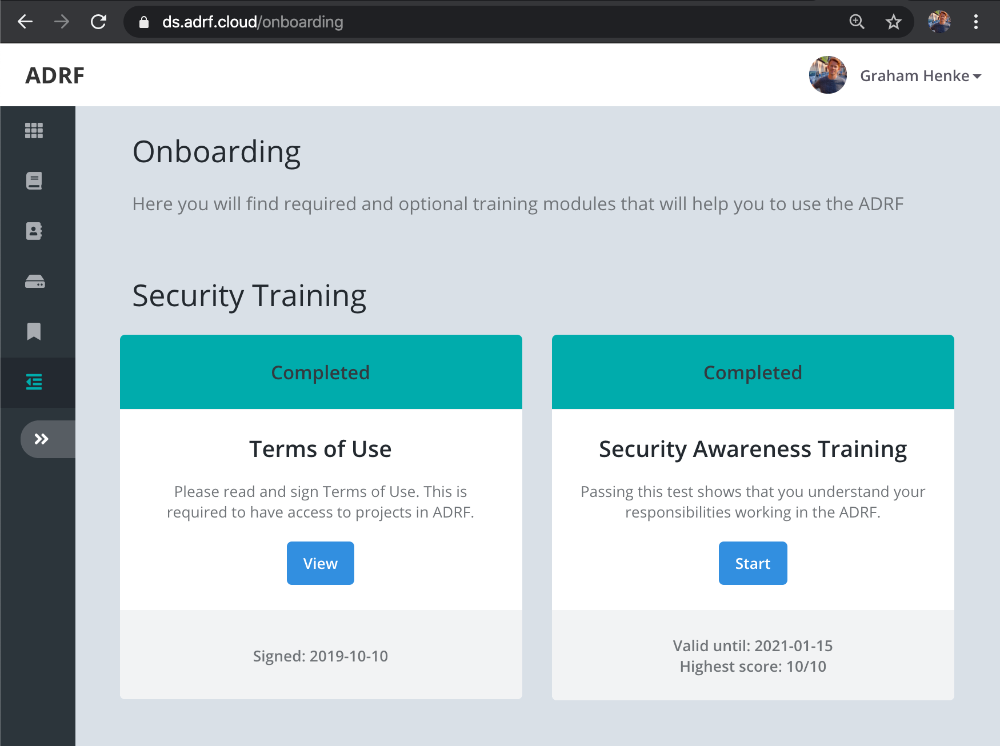 ds.adrf.cloud/onboarding
ADRF
Graham Henke
Onboarding
Here you will find required and optional training modules that will help you to use the ADRF
Security Training
Completed
Terms of Use
Please read and sign Terms of Use. This is
required to have access to projects in ADRF.
View
Signed: 2019-10-10
Completed
Security Awareness Training
Passing this test shows that you understand your
responsibilities working in the ADRF.
Start
Valid until: 2021-01-15
Highest score: 10/10